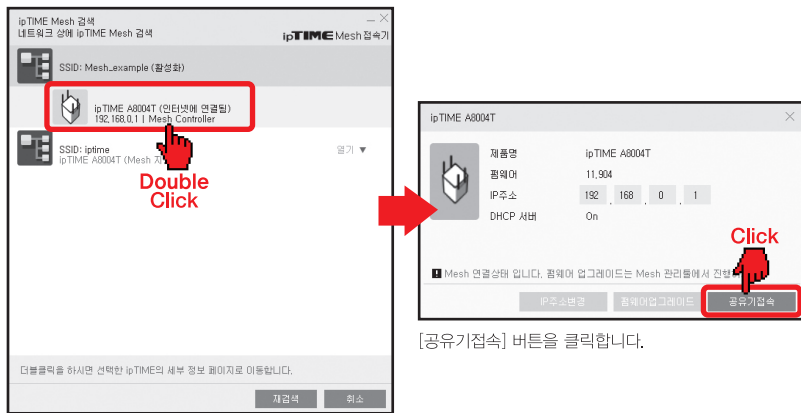 ipTIME Mesh 검색
네트워크 상에 ipTIME Mesh 검색
ipTIME Mesh 접속기
SSID: Mesh_example (활성화)
ipTIME A8004T (인터넷에 연결됨)
192.168.0.1 | Mesh Controller
SSID: iptime
열기 ▼
ipTIME A8004T (Mesh 지
Double
Click
더블클릭을 하시면 선택한 ipTIME의 세부 정보 페이지로 이동합니다.
재검색 취소
ipTIME A8004T
제품명 ipTIME A8004T
펌웨어 11.904
IP주소 192 . 168 . 0 . 1
DHCP 서버 On
Click
Mesh 연결상태 입니다. 펌웨어 업그레이드는 Mesh 관리툴에서 진행
IP주소변경 펌웨어업그레이드 공유기접속
[공유기접속] 버튼을 클릭합니다.